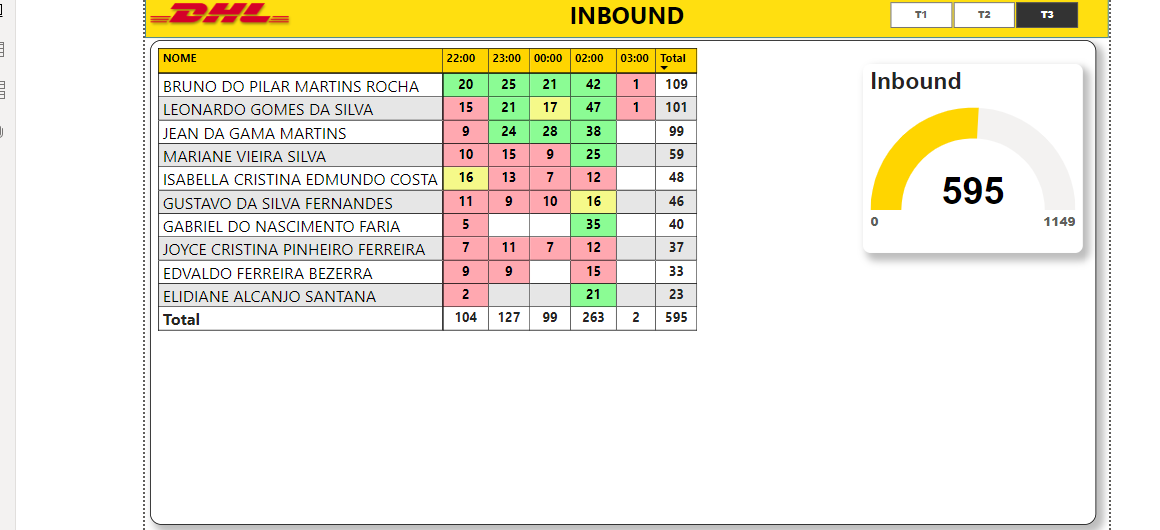 DHL INBOUND T1 T2 T3
NOME 22:00 23:00 00:00 02:00 03:00 Total
BRUNO DO PILAR MARTINS ROCHA 20 25 21 42 1 109
LEONARDO GOMES DA SILVA 15 21 17 47 1 101
JEAN DA GAMA MARTINS 9 24 28 38 99
MARIANE VIEIRA SILVA 10 15 9 25 59
ISABELLA CRISTINA EDMUNDO COSTA 16 13 7 12 48
GUSTAVO DA SILVA FERNANDES 11 9 10 16 46
GABRIEL DO NASCIMENTO FARIA 5 35 40
JOYCE CRISTINA PINHEIRO FERREIRA 7 11 7 12 37
EDVALDO FERREIRA BEZERRA 9 9 15 33
ELIDIANE ALCANJO SANTANA 2 21 23
Total 104 127 99 263 2 595
Inbound
595
0 1149